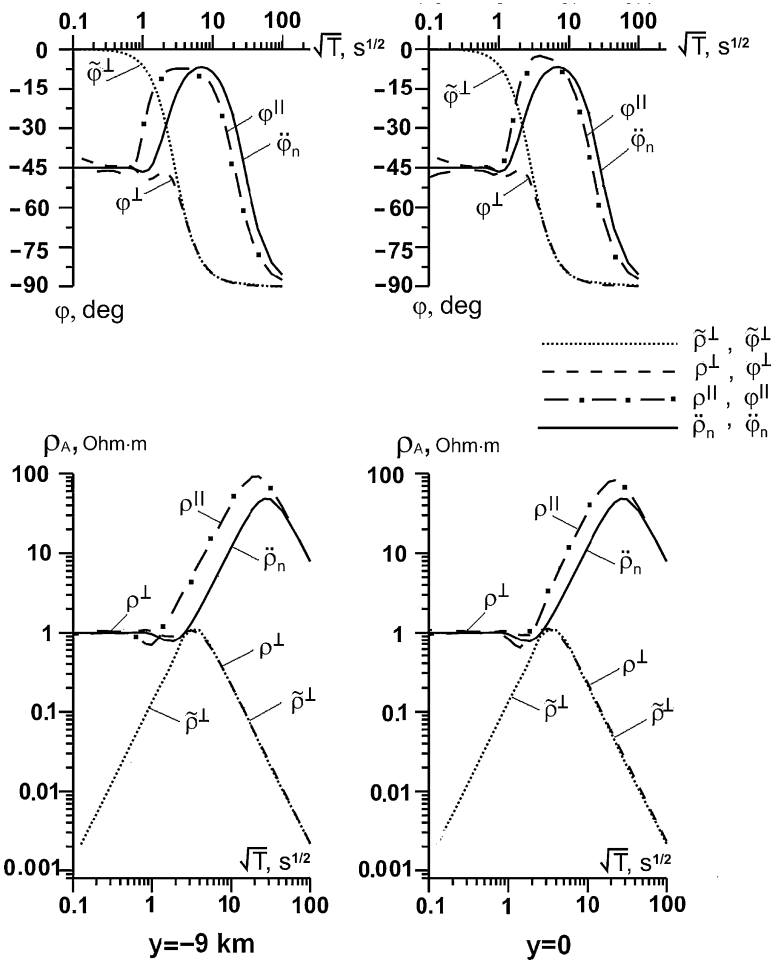 0.1 1 10 100
√T, s1/2
0
−15
−30
−45
−60
−75
−90
φ̃⊥
φ||
φ̈n
φ⊥
φ, deg
0.1 1 10 100
√T, s1/2
0
−15
−30
−45
−60
−75
−90
φ̃⊥
φ||
φ̈n
φ⊥
φ, deg
ρ̃⊥ , φ̃⊥
ρ⊥ , φ⊥
ρ|| , φ||
ρ̈n , φ̈n
ρA, Ohm·m
100
10
1
0.1
0.01
0.001
ρ||
ρ̈n
ρ⊥
ρ⊥
ρ̃⊥
ρ̃⊥
√T, s1/2
0.1 1 10 100
y=−9 km
ρA, Ohm·m
100
10
1
0.1
0.01
0.001
ρ||
ρ̈n
ρ⊥
ρ⊥
ρ̃⊥
ρ̃⊥
√T, s1/2
0.1 1 10 100
y=0